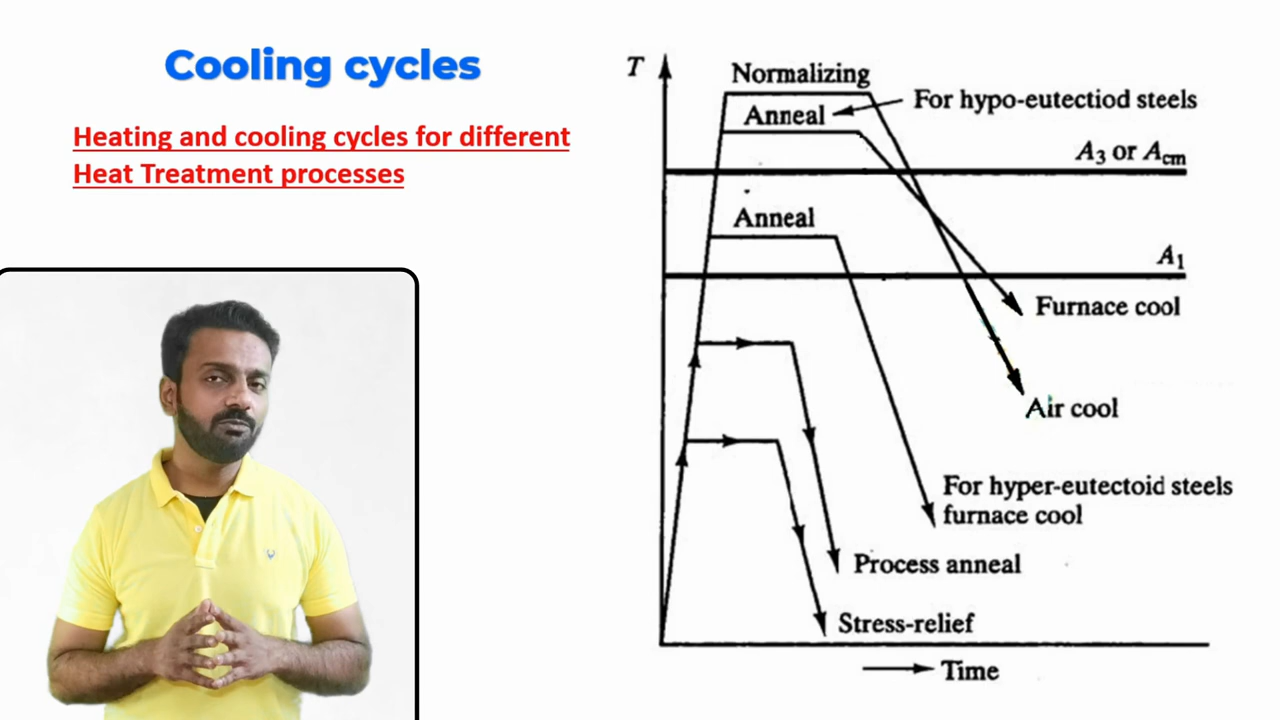 Cooling cycles
Heating and cooling cycles for different
Heat Treatment processes
T
Normalizing
For hypo-eutectiod steels
Anneal
A3 or Acm
Anneal
A1
Furnace cool
Air cool
For hyper-eutectoid steels
furnace cool
Process anneal
Stress-relief
Time